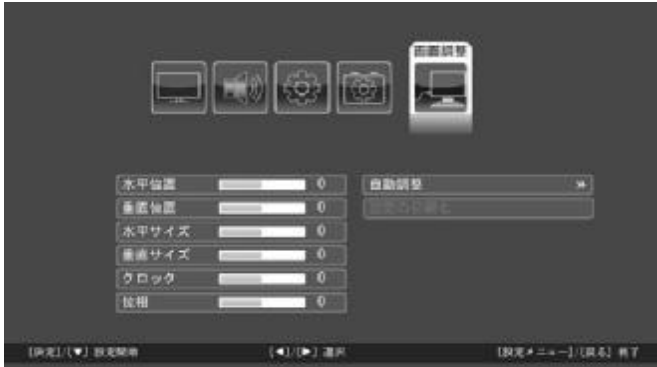 画面調整
水平位置 0
垂直位置 0
水平サイズ 0
垂直サイズ 0
クロック 0
位相 0
自動調整
[決定]/[▼] 設定開始
[◀]/[▶] 選択
[設定メニュー]/[戻る] 終了